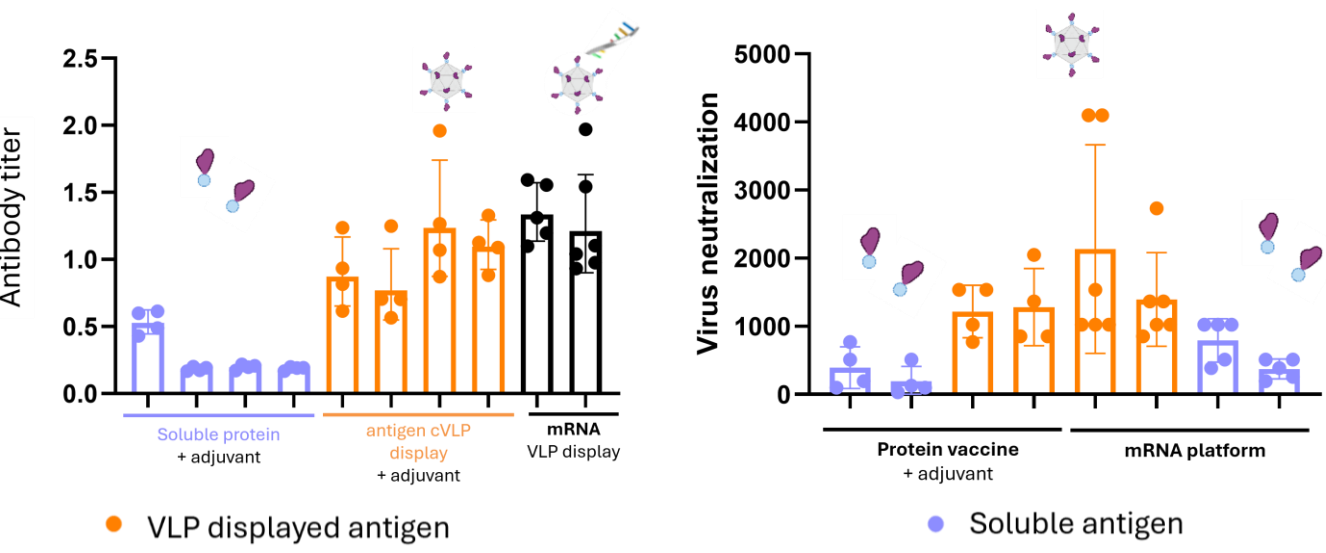 Antibody titer
2.5
2.0
1.5
1.0
0.5
0.0
Soluble protein
+ adjuvant
antigen cVLP
display
+ adjuvant
mRNA
VLP display
VLP displayed antigen
Virus neutralization
5000
4000
3000
2000
1000
0
Protein vaccine
+ adjuvant
mRNA platform
Soluble antigen